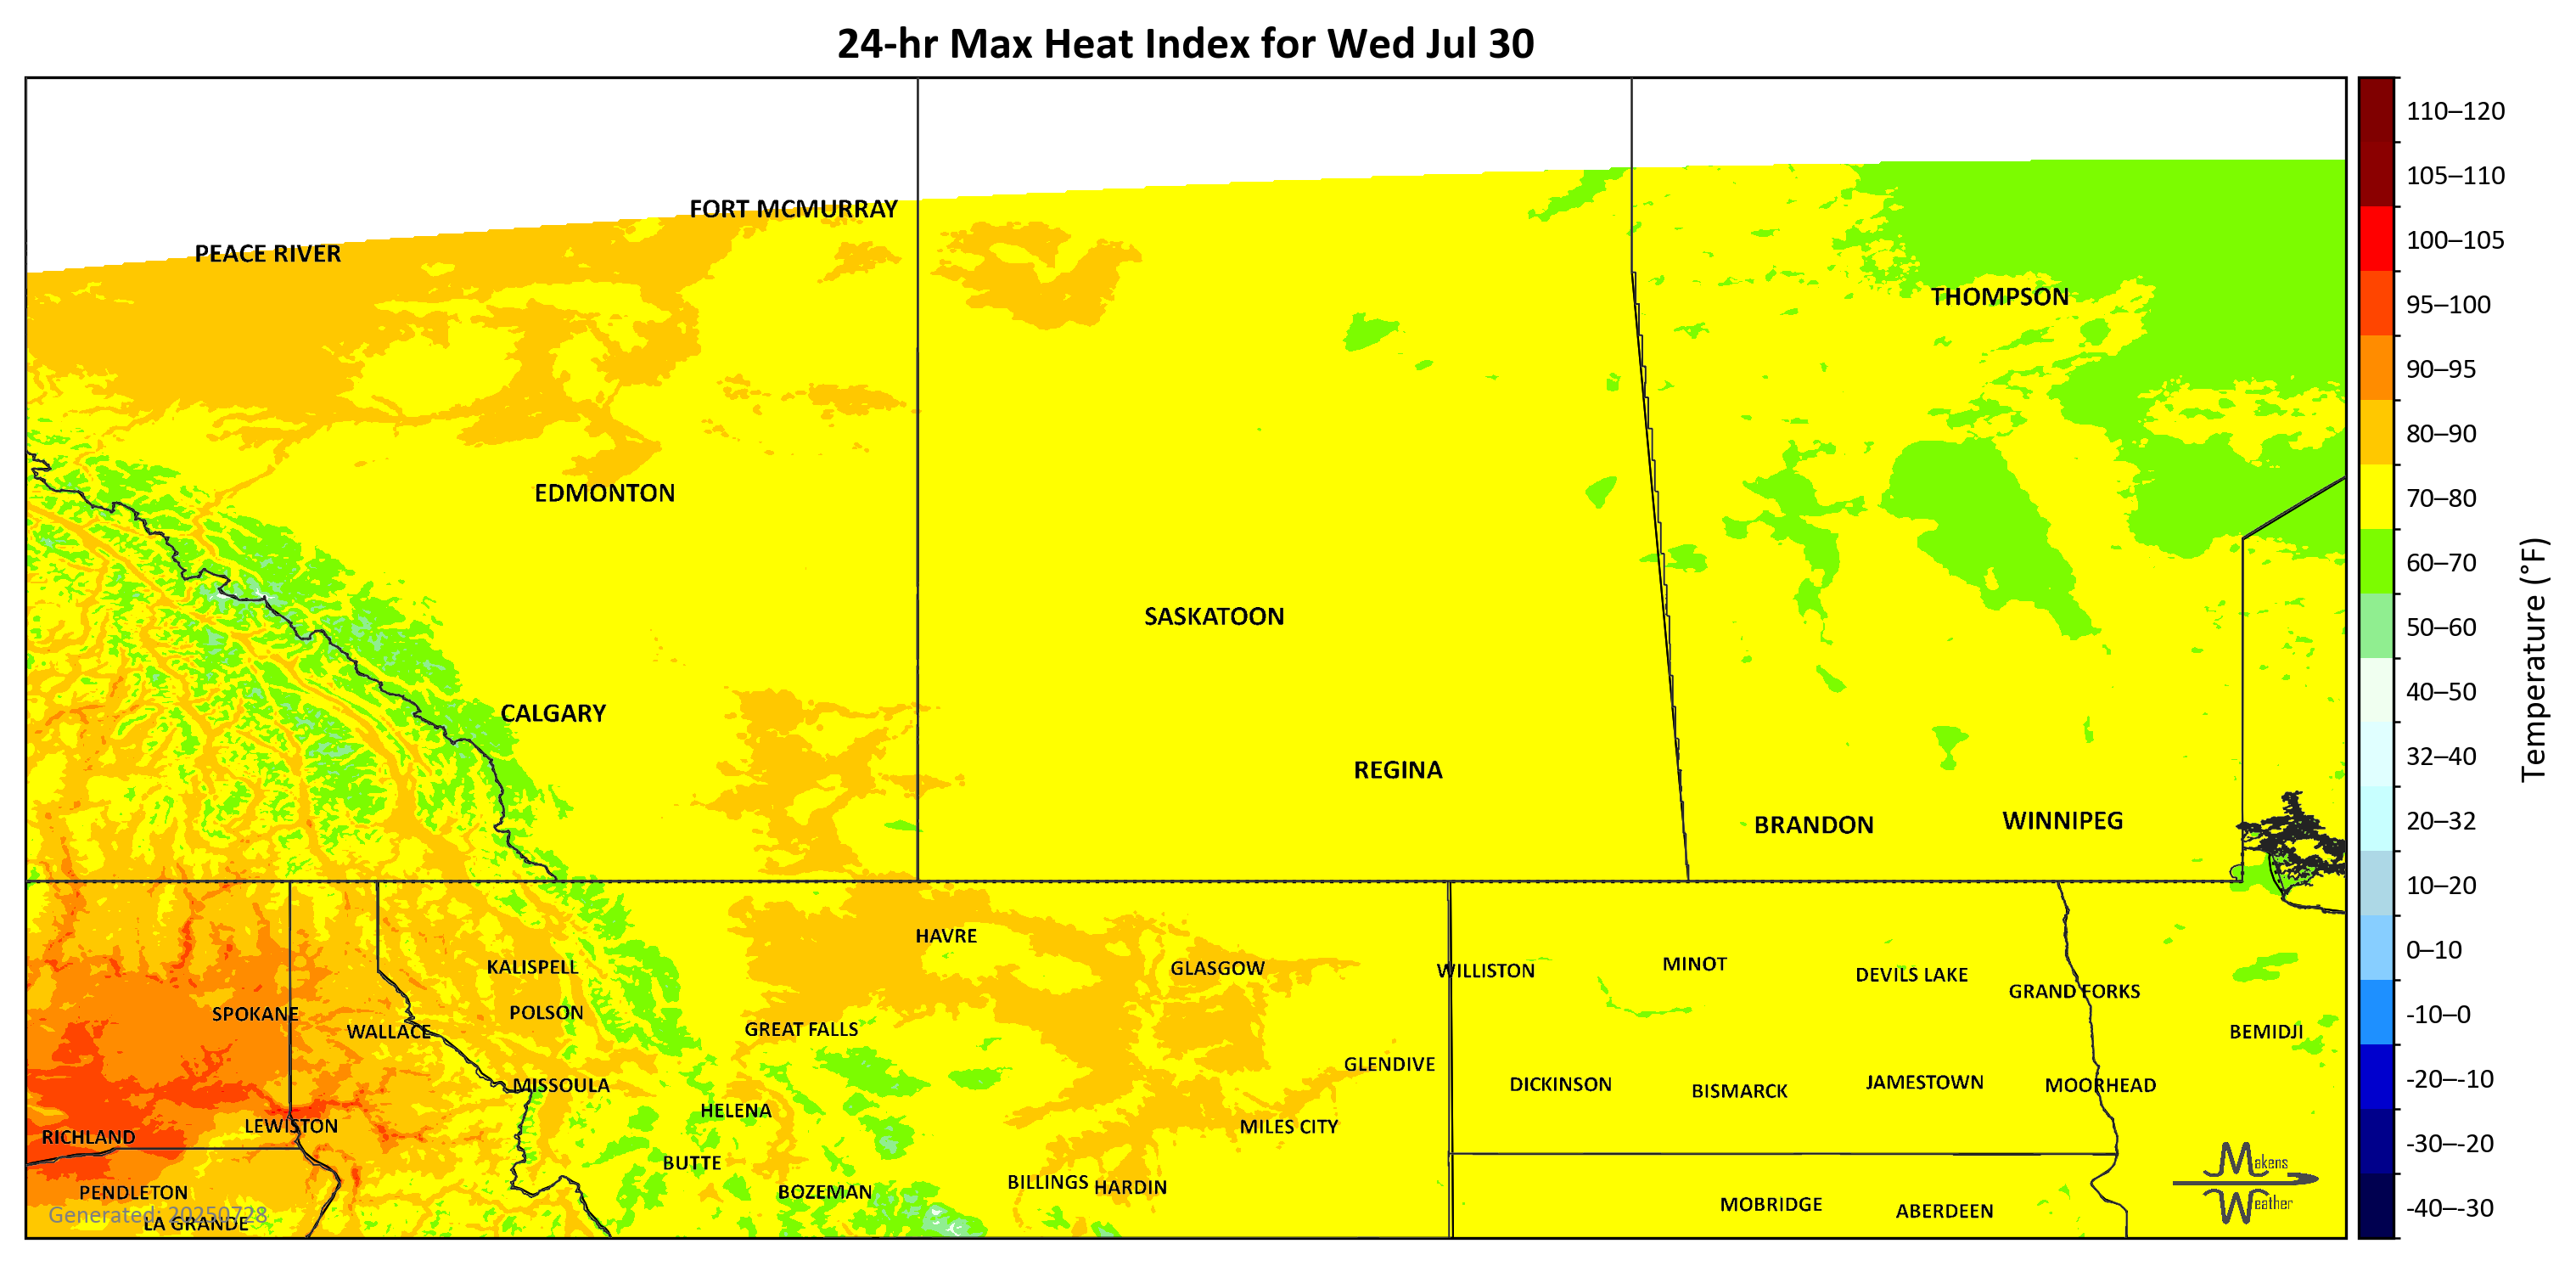 24-hr Max Heat Index for Wed Jul 30
FORT MCMURRAY
PEACE RIVER
THOMPSON
EDMONTON
SASKATOON
CALGARY
REGINA
BRANDON
WINNIPEG
HAVRE
KALISPELL
GLASGOW
WILLISTON
MINOT
DEVILS LAKE
GRAND FORKS
SPOKANE
POLSON
WALLACE
GREAT FALLS
BEMIDJI
GLENDIVE
MISSOULA
DICKINSON
BISMARCK
JAMESTOWN
MOORHEAD
HELENA
LEWISTON
MILES CITY
RICHLAND
BUTTE
BILLINGS
HARDIN
PENDLETON
BOZEMAN
MOBRIDGE
ABERDEEN
Generated: 20250728
LA GRANDE
Makens
Weather
110–120
105–110
100–105
95–100
90–95
80–90
70–80
60–70
50–60
40–50
32–40
20–32
10–20
0–10
-10–0
-20–-10
-30–-20
-40–-30
Temperature (°F)